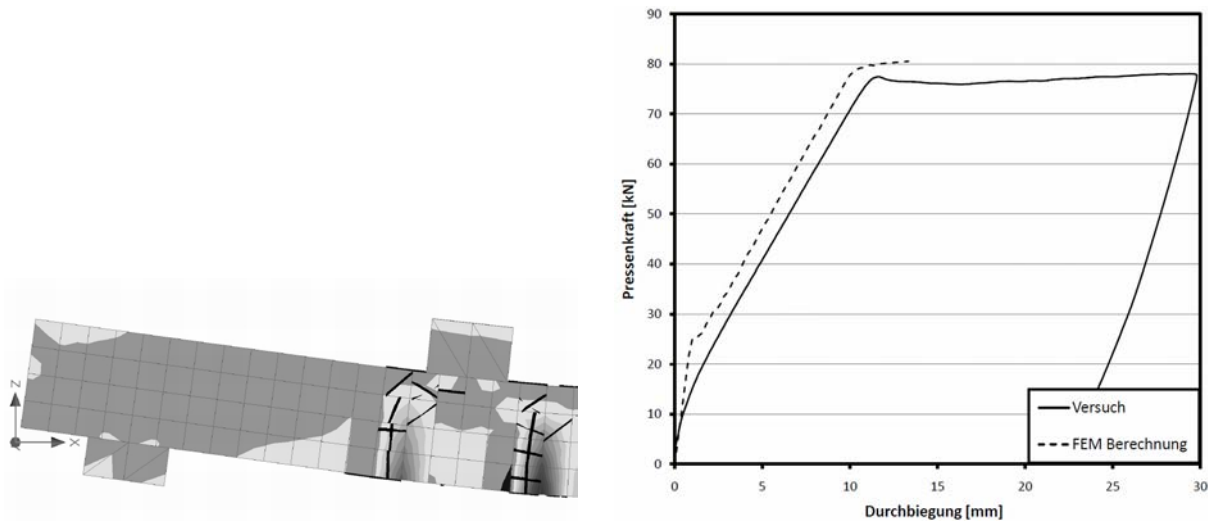 Z
X
Pressenkraft [kN]
90
80
70
60
50
40
30
20
10
0
Versuch
FEM Berechnung
0 5 10 15 20 25 30
Durchbiegung [mm]